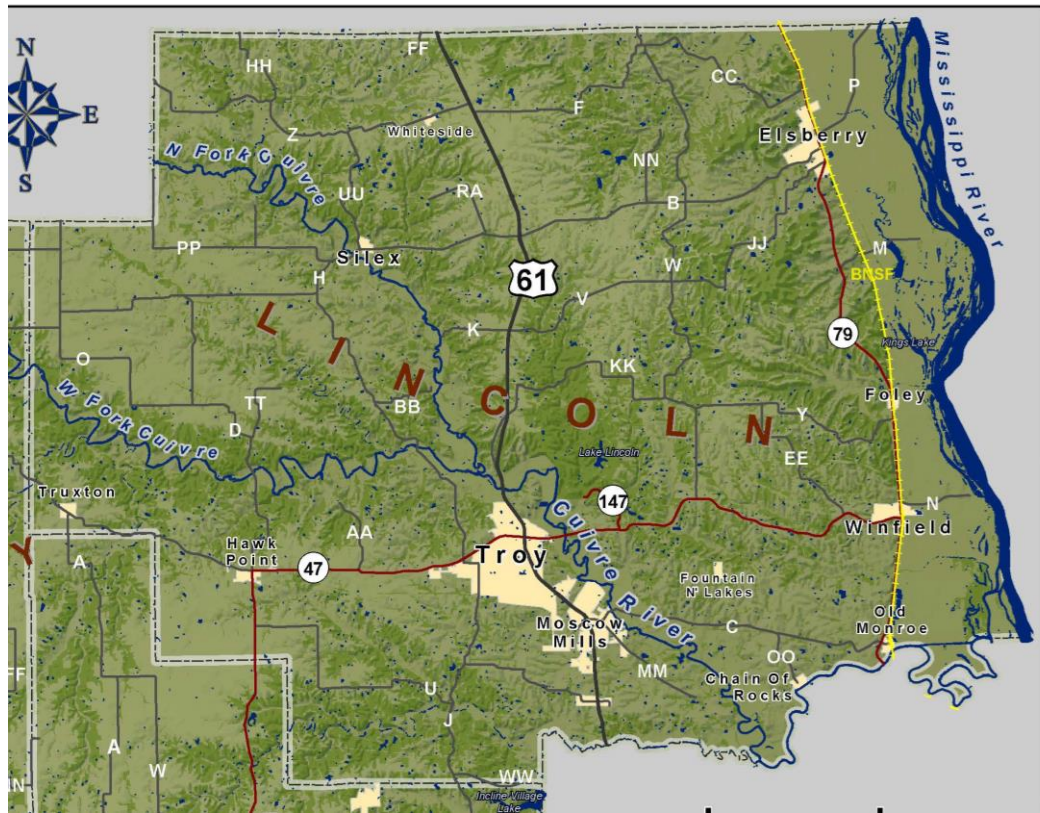 N
E
S
FF
HH
CC
P
F
Z
Whiteside
Elsberry
Mississippi River
N Fork Cuivre
NN
UU
RA
B
PP
Silex
JJ
M
W
BNSF
H
61
V
LINCOLN
K
79
Kings Lake
O
KK
Foley
TT
BB
Y
D
W Fork Cuivre
EE
Lake Lincoln
Truxton
147
N
Winfield
AA
Cuivre River
Troy
Y
Hawk
Point
47
A
Fountain
N' Lakes
Old
Monroe
Moscow
Mills
C
OO
FF
MM
Chain Of
Rocks
U
J
A
W
WW
Incline Village
Lake